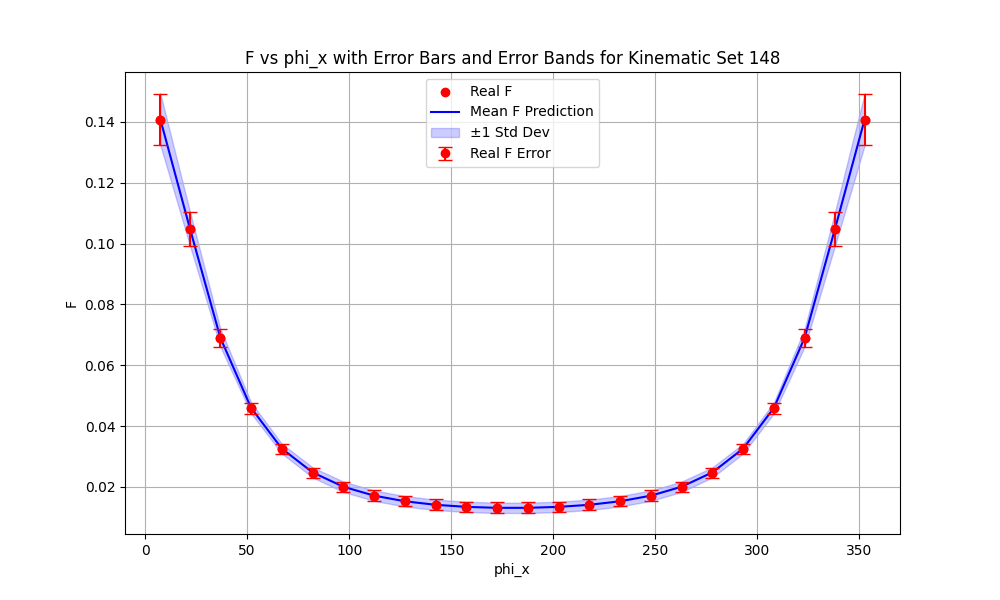 F vs phi_x with Error Bars and Error Bands for Kinematic Set 148
Real F
Mean F Prediction
±1 Std Dev
Real F Error
F
0.14
0.12
0.10
0.08
0.06
0.04
0.02
0 50 100 150 200 250 300 350
phi_x